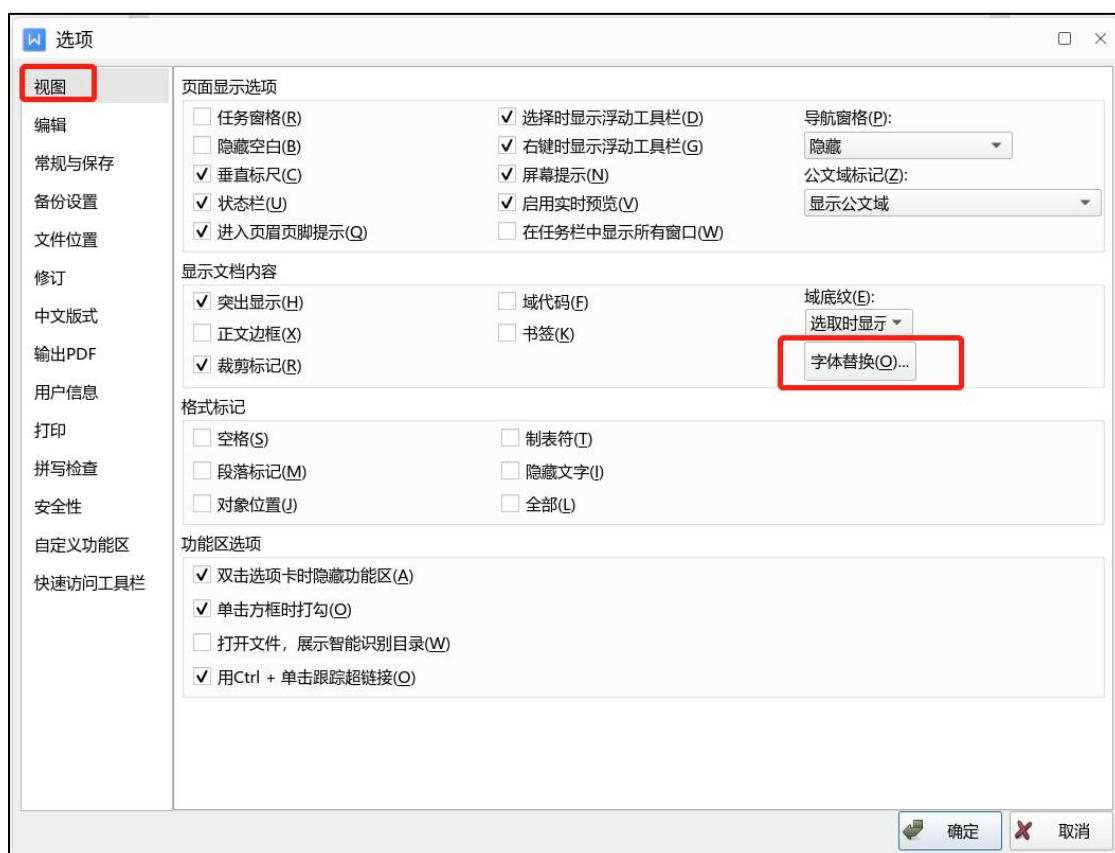 选项
视图
编辑
常规与保存
备份设置
文件位置
修订
中文版式
输出PDF
用户信息
打印
拼写检查
安全性
自定义功能区
快速访问工具栏
页面显示选项
任务窗格(R)
隐藏空白(B)
垂直标尺(C)
状态栏(U)
进入页眉页脚提示(Q)
选择时显示浮动工具栏(D)
右键时显示浮动工具栏(G)
屏幕提示(N)
启用实时预览(V)
在任务栏中显示所有窗口(W)
导航窗格(P):
隐藏
公文域标记(Z):
显示公文域
显示文档内容
突出显示(H)
正文边框(X)
裁剪标记(R)
域代码(F)
书签(K)
域底纹(E):
选取时显示
字体替换(O)...
格式标记
空格(S)
段落标记(M)
对象位置(J)
制表符(T)
隐藏文字(I)
全部(L)
功能区选项
双击选项卡时隐藏功能区(A)
单击方框时打勾(O)
打开文件，展示智能识别目录(W)
用Ctrl + 单击跟踪超链接(O)
确定
取消